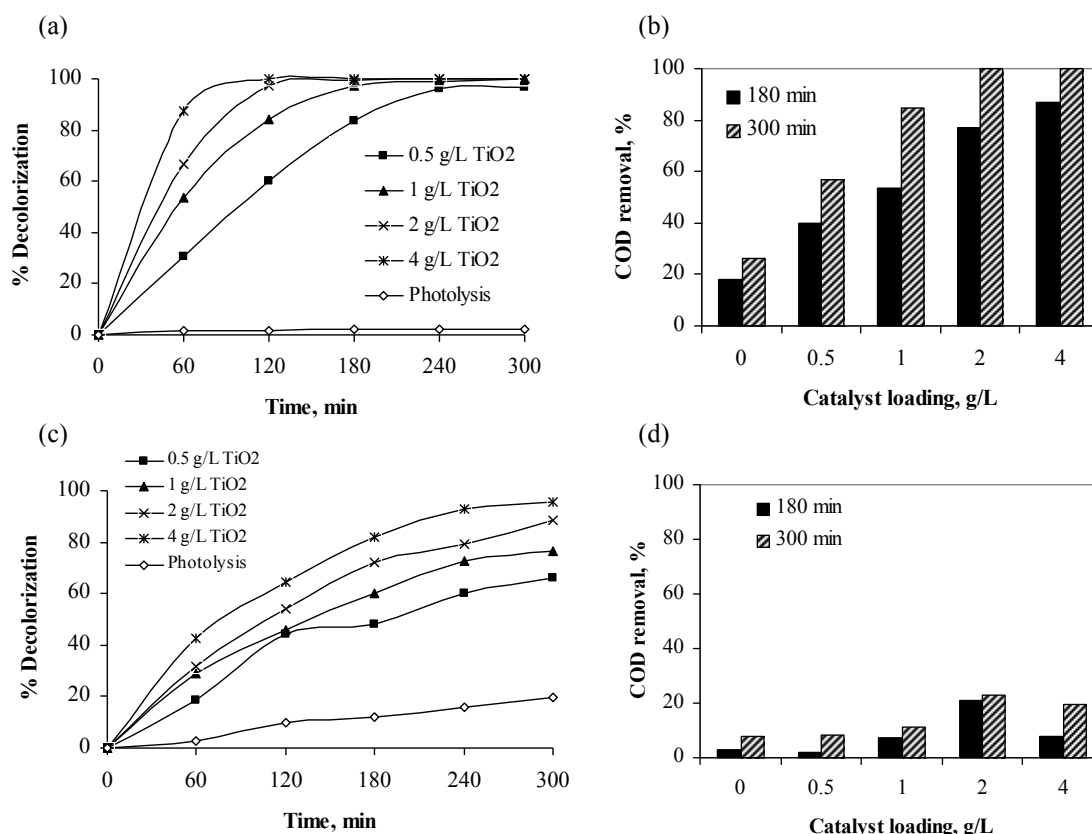 (a)
% Decolorization
100
80
60
40
20
0
0 60 120 180 240 300
Time, min
0.5 g/L TiO2
1 g/L TiO2
2 g/L TiO2
4 g/L TiO2
Photolysis
(b)
COD removal, %
100
80
60
40
20
0
180 min
300 min
0 0.5 1 2 4
Catalyst loading, g/L
(c)
0.5 g/L TiO2
1 g/L TiO2
2 g/L TiO2
4 g/L TiO2
Photolysis
% Decolorization
100
80
60
40
20
0
0 60 120 180 240 300
Time, min
(d)
COD removal, %
100
80
60
40
20
0
180 min
300 min
0 0.5 1 2 4
Catalyst loading, g/L